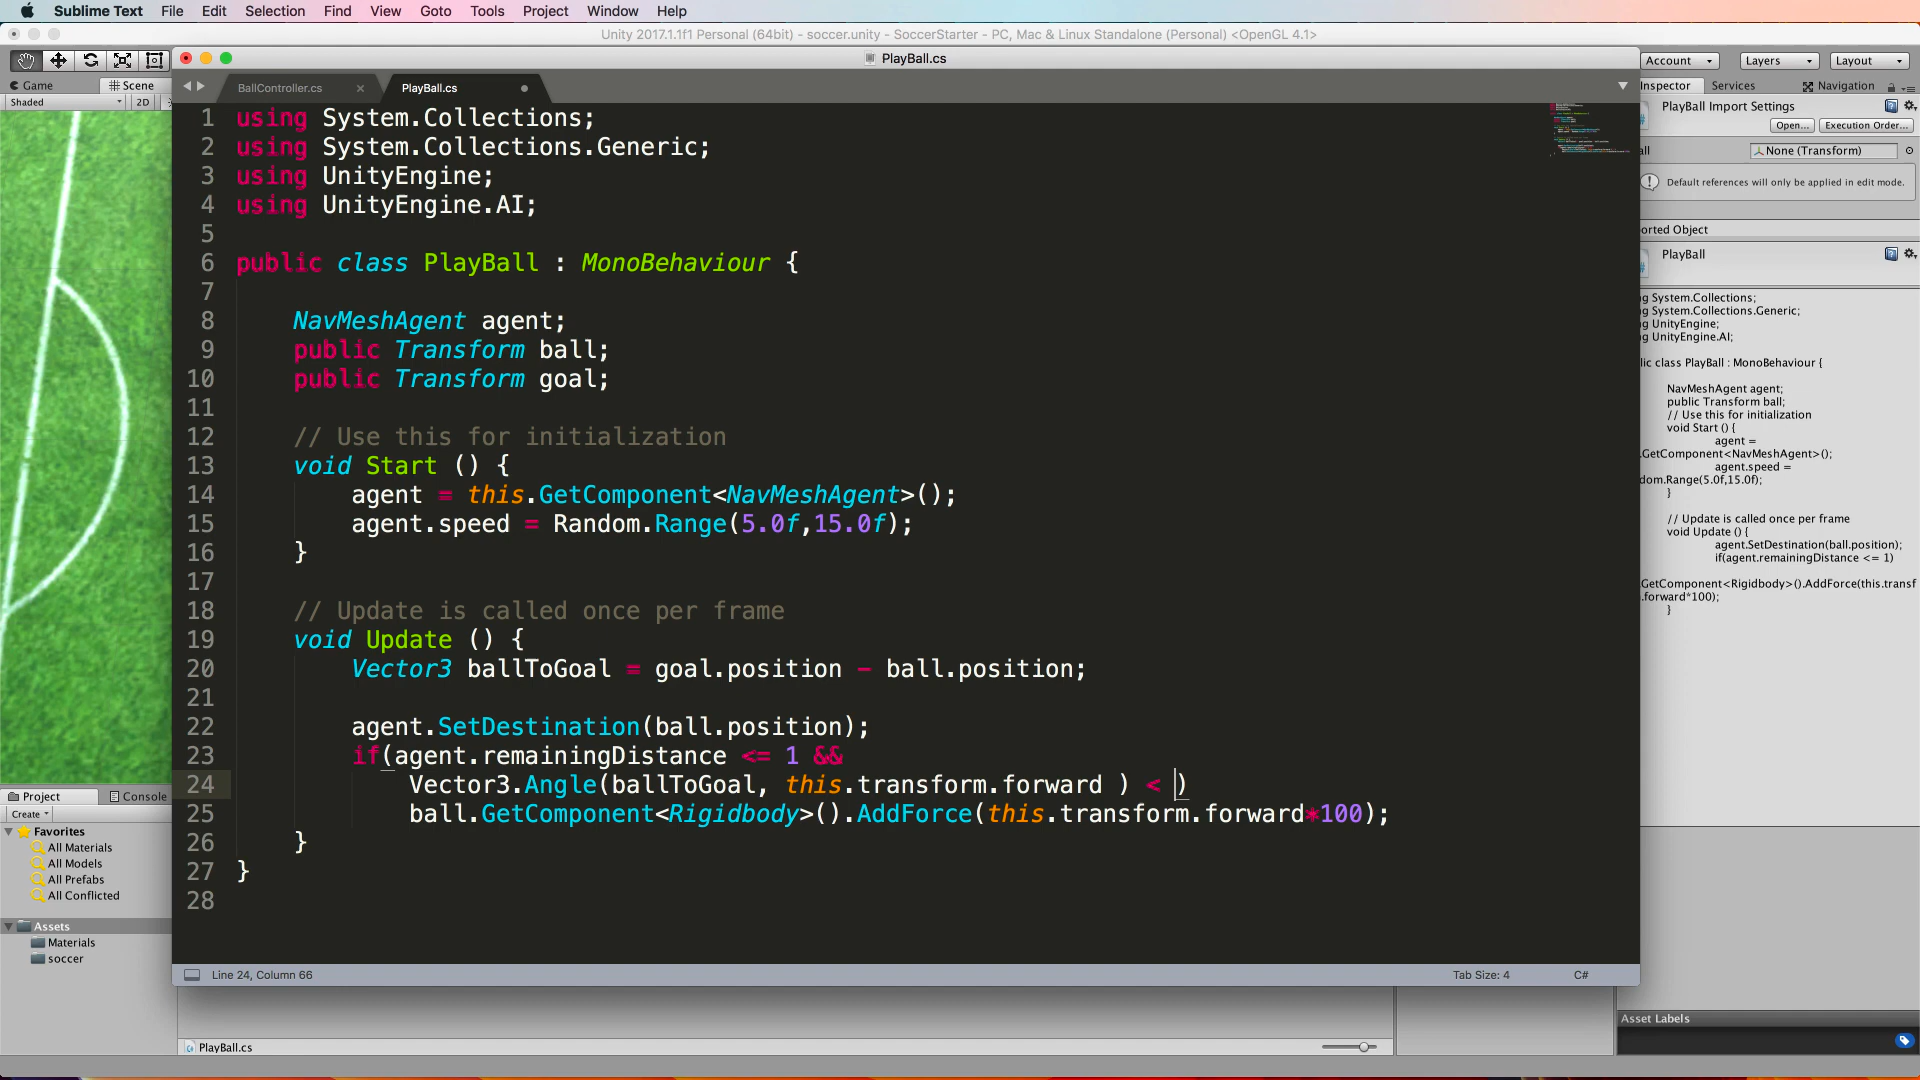 Sublime Text File Edit Selection Find View Goto Tools Project Window Help
Unity 2017.1.1f1 Personal (64bit) - soccer.unity - SoccerStarter - PC, Mac & Linux Standalone (Personal) <OpenGL 4.1>
PlayBall.cs
Account Layers Layout
Game Scene
Shaded 2D
BallController.cs PlayBall.cs
Inspector Services Navigation
PlayBall Import Settings
Open... Execution Order...
None (Transform)
Default references will only be applied in edit mode.
PlayBall
1 using System.Collections;
2 using System.Collections.Generic;
3 using UnityEngine;
4 using UnityEngine.AI;
5
6 public class PlayBall : MonoBehaviour {
7
8 NavMeshAgent agent;
9 public Transform ball;
10 public Transform goal;
11
12 // Use this for initialization
13 void Start () {
14 agent = this.GetComponent<NavMeshAgent>();
15 agent.speed = Random.Range(5.0f,15.0f);
16 }
17
18 // Update is called once per frame
19 void Update () {
20 Vector3 ballToGoal = goal.position - ball.position;
21
22 agent.SetDestination(ball.position);
23 if(agent.remainingDistance <= 1 &&
24 Vector3.Angle(ballToGoal, this.transform.forward ) < )
25 ball.GetComponent<Rigidbody>().AddForce(this.transform.forward*100);
26 }
27 }
28
Line 24, Column 66 Tab Size: 4 C#
ball
orted Object
g System.Collections;
g System.Collections.Generic;
g UnityEngine;
g UnityEngine.AI;
lic class PlayBall : MonoBehaviour {
NavMeshAgent agent;
public Transform ball;
// Use this for initialization
void Start () {
agent =
.GetComponent<NavMeshAgent>();
agent.speed =
dom.Range(5.0f,15.0f);
}
// Update is called once per frame
void Update () {
agent.SetDestination(ball.position);
if(agent.remainingDistance <= 1)
GetComponent<Rigidbody>().AddForce(this.transf
.forward*100);
}
Project Console
Create
Favorites
All Materials
All Models
All Prefabs
All Conflicted
Assets
Materials
soccer
PlayBall.cs
Asset Labels